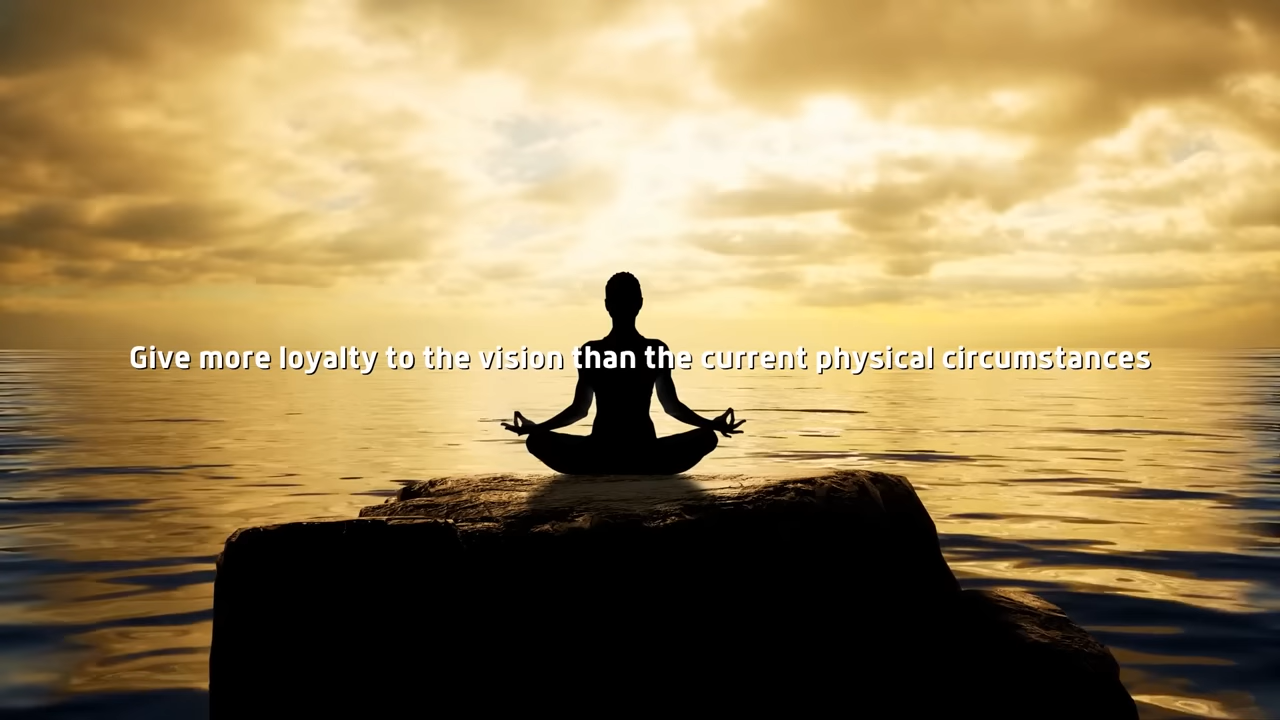 Give more loyalty to the vision than the current physical circumstances